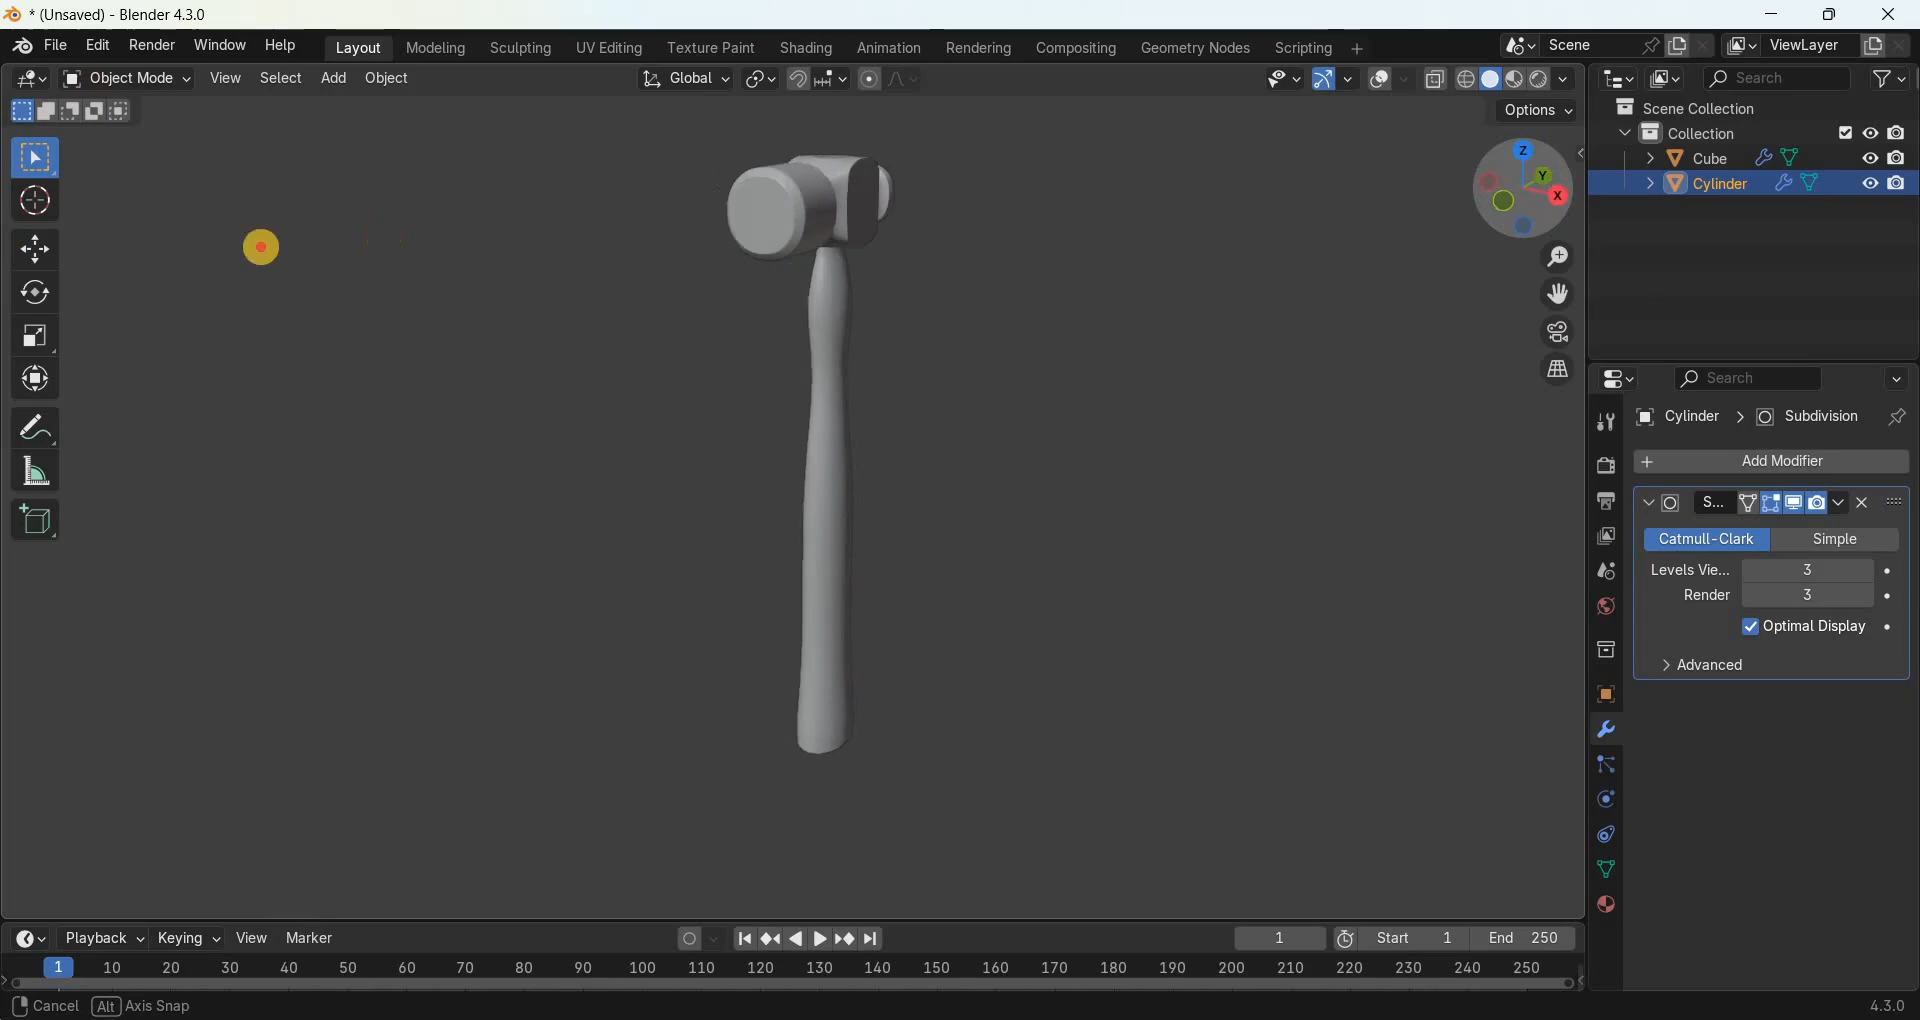 * (Unsaved) - Blender 4.3.0
File Edit Render Window Help Layout Modeling Sculpting UV Editing Texture Paint Shading Animation Rendering Compositing Geometry Nodes Scripting + Scene ViewLayer
Object Mode View Select Add Object Global Search
Options
Scene Collection
Collection
Cube
Cylinder
Z
Y
X
Search
Cylinder > Subdivision
+ Add Modifier
S...
Catmull-Clark Simple
Levels Vie... 3
Render 3
Optimal Display
Advanced
Playback Keying View Marker 1 Start 1 End 250
1 10 20 30 40 50 60 70 80 90 100 110 120 130 140 150 160 170 180 190 200 210 220 230 240 250
Cancel Alt Axis Snap 4.3.0